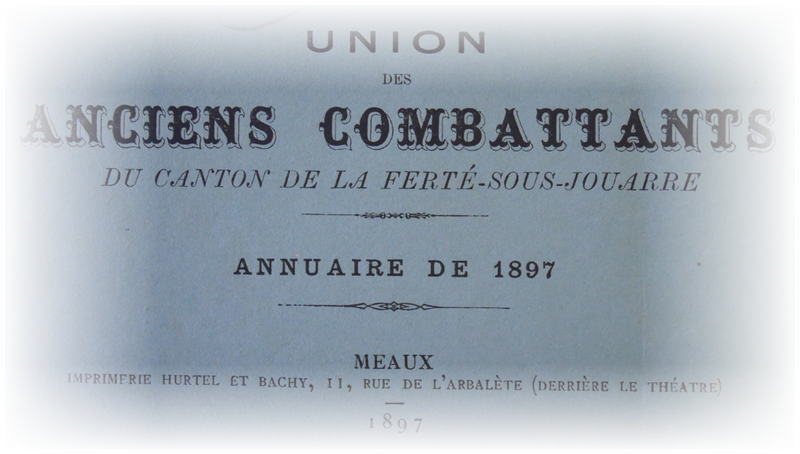 UNION
DES
ANCIENS COMBATTANTS
DU CANTON DE LA FERTÉ-SOUS-JOUARRE
ANNUAIRE DE 1897
MEAUX
IMPRIMERIE HURTEL ET BACHY, 11, RUE DE L'ARBALÈTE (DERRIÈRE LE THÉATRE)
1897